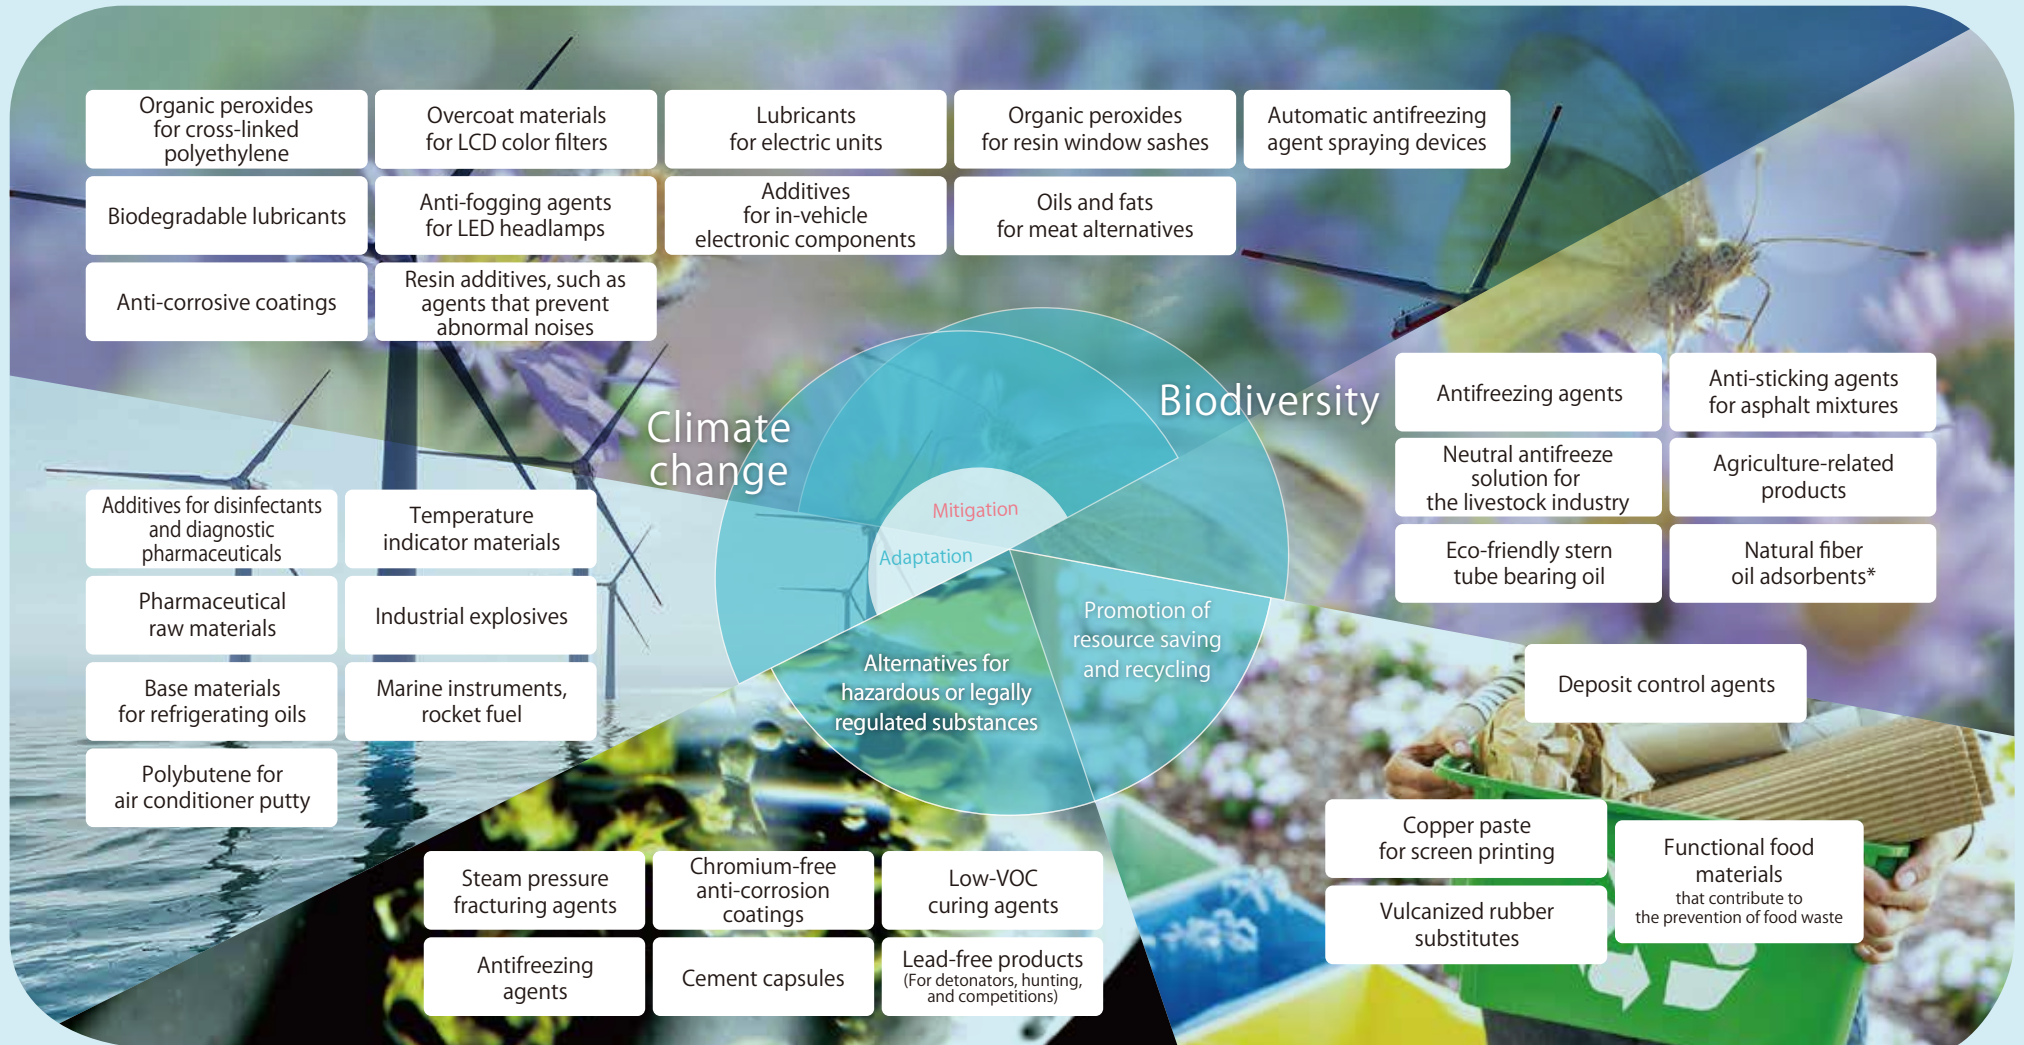 Organic peroxides
for cross-linked
polyethylene
Overcoat materials
for LCD color filters
Lubricants
for electric units
Organic peroxides
for resin window sashes
Automatic antifreezing
agent spraying devices
Biodegradable lubricants
Anti-fogging agents
for LED headlamps
Additives
for in-vehicle
electronic components
Oils and fats
for meat alternatives
Anti-corrosive coatings
Resin additives, such as
agents that prevent
abnormal noises
Climate
change
Biodiversity
Mitigation
Adaptation
Antifreezing agents
Anti-sticking agents
for asphalt mixtures
Neutral antifreeze
solution for
the livestock industry
Agriculture-related
products
Eco-friendly stern
tube bearing oil
Natural fiber
oil adsorbents*
Additives for disinfectants
and diagnostic
pharmaceuticals
Temperature
indicator materials
Pharmaceutical
raw materials
Industrial explosives
Base materials
for refrigerating oils
Marine instruments,
rocket fuel
Polybutene for
air conditioner putty
Alternatives for
hazardous or legally
regulated substances
Promotion of
resource saving
and recycling
Deposit control agents
Copper paste
for screen printing
Functional food
materials
that contribute to
the prevention of food waste
Vulcanized rubber
substitutes
Steam pressure
fracturing agents
Chromium-free
anti-corrosion
coatings
Low-VOC
curing agents
Antifreezing
agents
Cement capsules
Lead-free products
(For detonators, hunting,
and competitions)